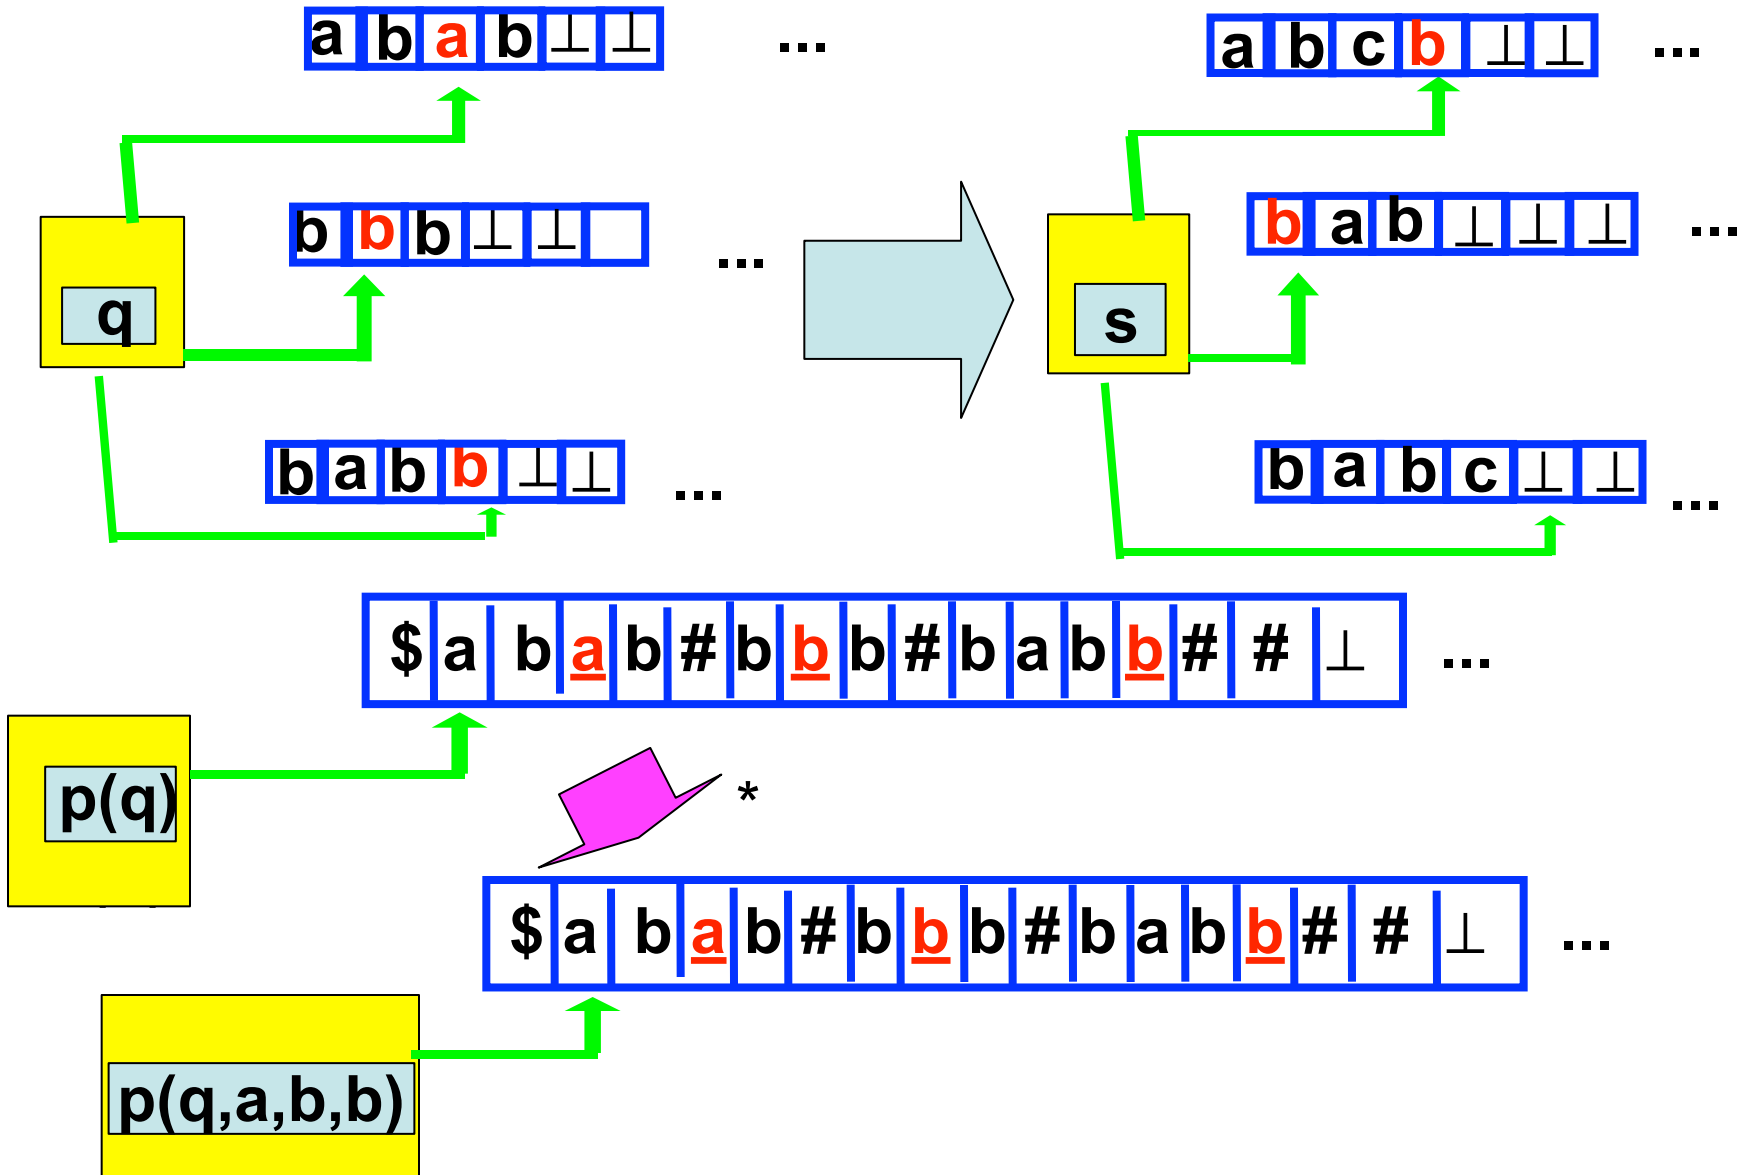 a b a b ⊥ ⊥ ...
a b c b ⊥ ⊥ ...
b b b ⊥ ⊥ ...
b a b ⊥ ⊥ ⊥ ...
q
s
b a b b ⊥ ⊥ ...
b a b c ⊥ ⊥ ...
$ a b a b # b b b # b a b b # # ⊥ ...
p(q)
*
$ a b a b # b b b # b a b b # # ⊥ ...
p(q,a,b,b)